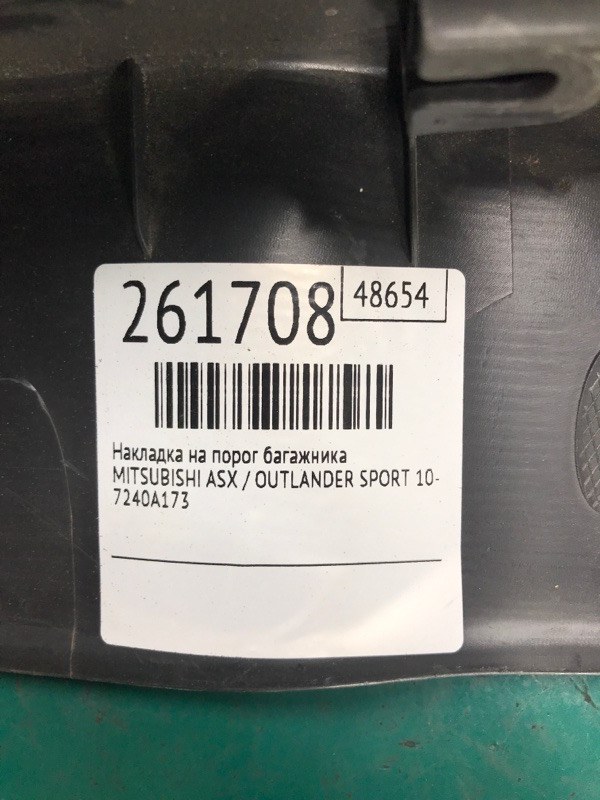 261708
48654
Накладка на порог багажника
MITSUBISHI ASX / OUTLANDER SPORT 10-
7240A173